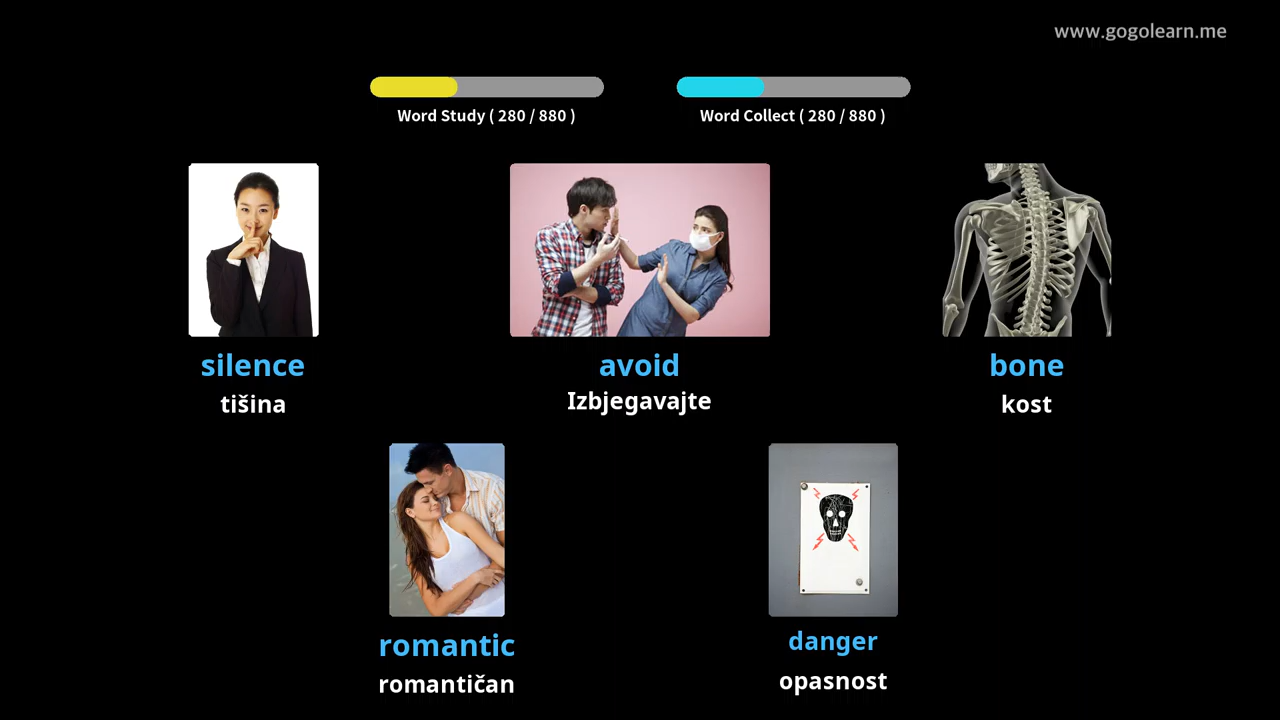 www.gogolearn.me
Word Study ( 280 / 880 )
Word Collect ( 280 / 880 )
silence
tišina
avoid
Izbjegavajte
bone
kost
romantic
romantičan
danger
opasnost